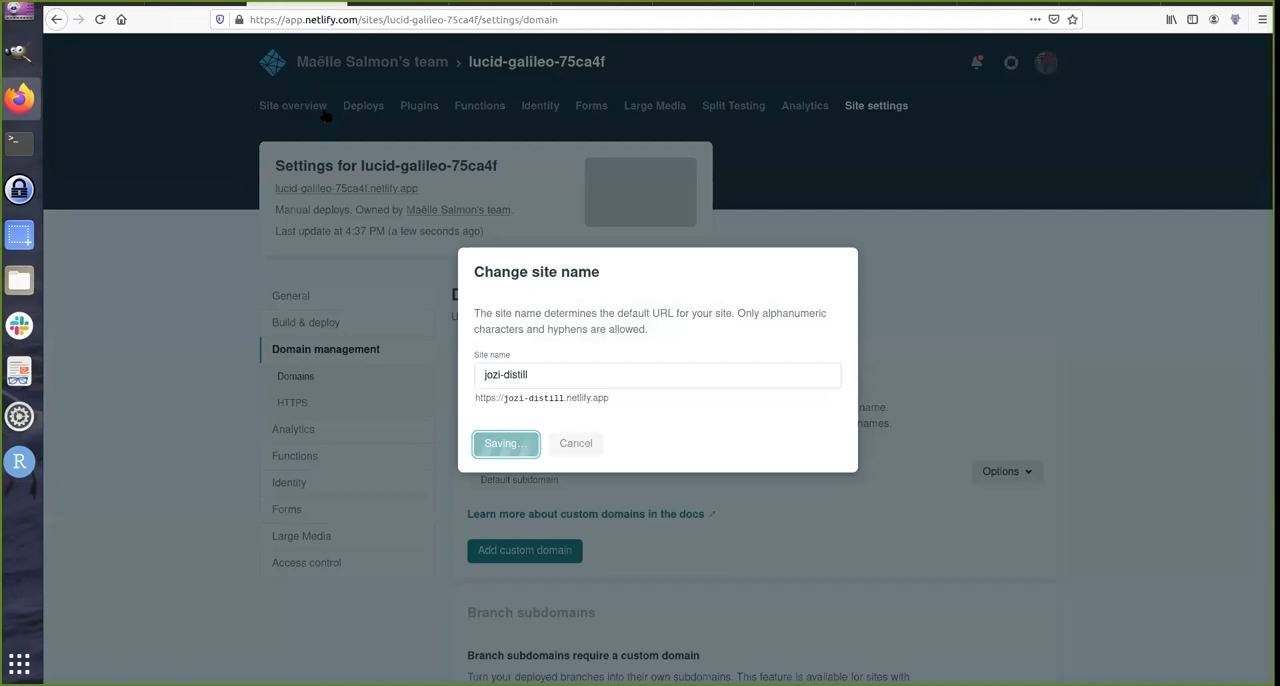 https://app.netlify.com/sites/lucid-galileo-75ca4f/settings/domain
Maëlle Salmon's team > lucid-galileo-75ca4f
Site overview Deploys Plugins Functions Identity Forms Large Media Split Testing Analytics Site settings
Settings for lucid-galileo-75ca4f
lucid-galileo-75ca4f.netlify.app
Manual deploys. Owned by Maëlle Salmon's team.
Last update at 4:37 PM (a few seconds ago)
Change site name
The site name determines the default URL for your site. Only alphanumeric
characters and hyphens are allowed.
Site name
jozi-distill
https://jozi-distill.netlify.app
Saving...
Cancel
General
Build & deploy
Domain management
Domains
HTTPS
Analytics
Functions
Identity
Forms
Large Media
Access control
name.
names.
Options
Default subdomain
Learn more about custom domains in the docs
Add custom domain
Branch subdomains
Branch subdomains require a custom domain
Turn your deployed branches into their own subdomains. This feature is available for sites with
R